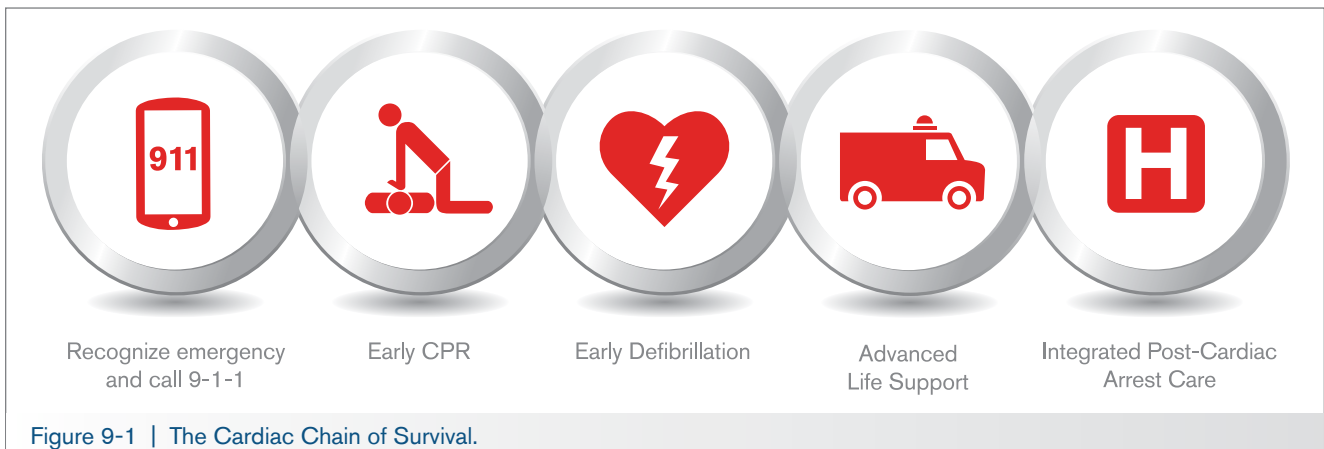 911
H
Recognize emergency
and call 9-1-1
Early CPR
Early Defibrillation
Advanced
Life Support
Integrated Post-Cardiac
Arrest Care
Figure 9-1 | The Cardiac Chain of Survival.